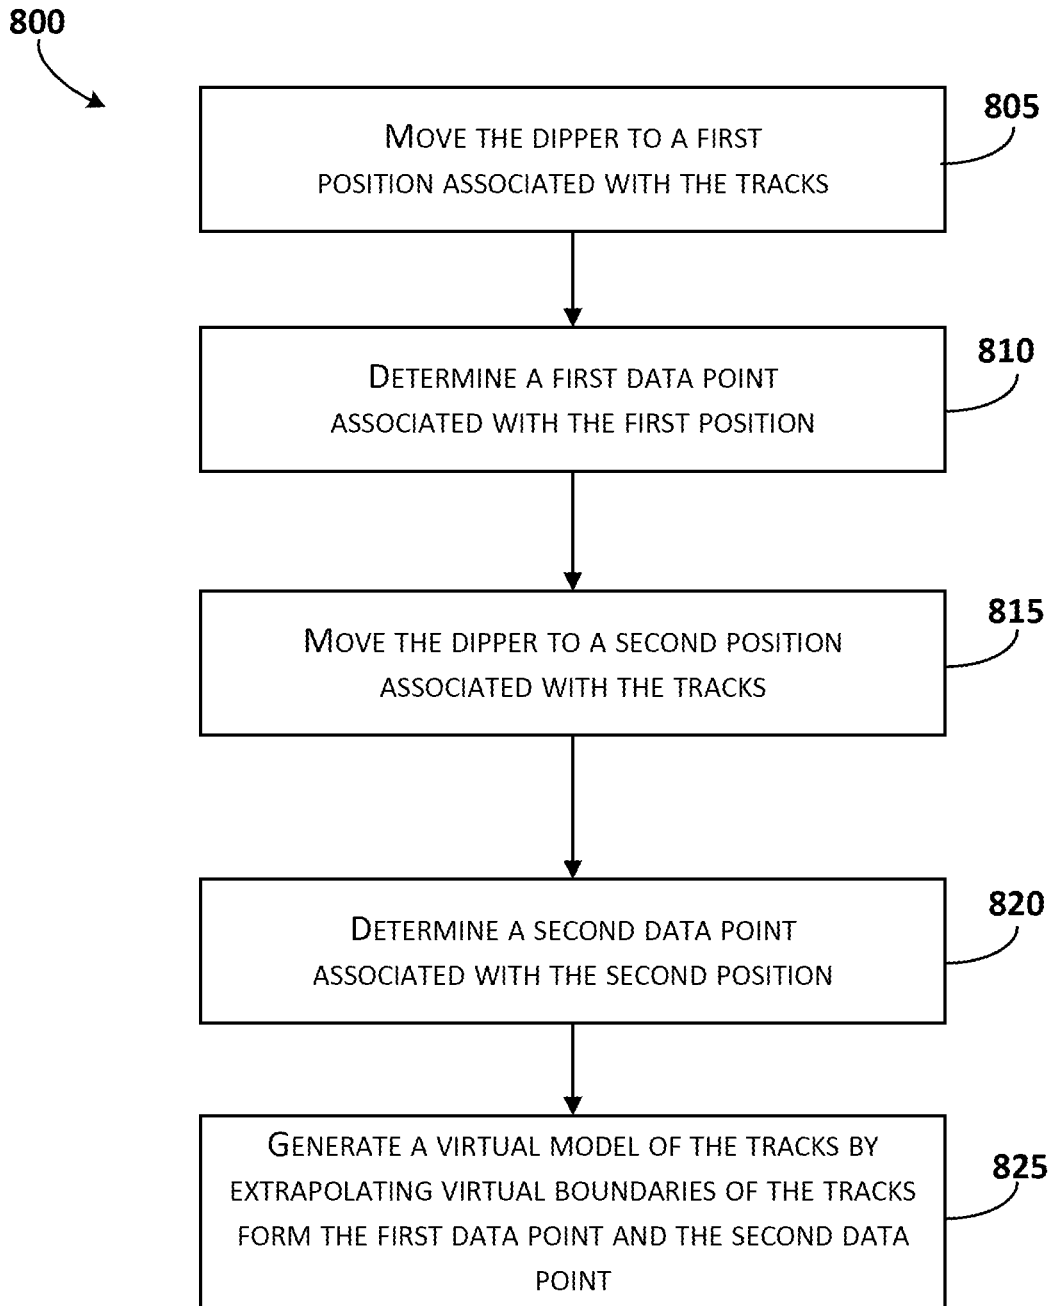 800
805
MOVE THE DIPPER TO A FIRST
POSITION ASSOCIATED WITH THE TRACKS
810
DETERMINE A FIRST DATA POINT
ASSOCIATED WITH THE FIRST POSITION
815
MOVE THE DIPPER TO A SECOND POSITION
ASSOCIATED WITH THE TRACKS
820
DETERMINE A SECOND DATA POINT
ASSOCIATED WITH THE SECOND POSITION
825
GENERATE A VIRTUAL MODEL OF THE TRACKS BY
EXTRAPOLATING VIRTUAL BOUNDARIES OF THE TRACKS
FORM THE FIRST DATA POINT AND THE SECOND DATA
POINT